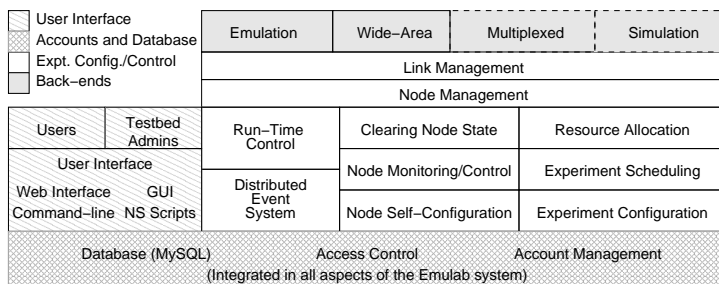 User Interface
Accounts and Database
Expt. Config./Control
Back−ends
Emulation
Wide−Area
Multiplexed
Simulation
Link Management
Node Management
Users
Testbed
Admins
User Interface
Web Interface
GUI
Command−line
NS Scripts
Run−Time
Control
Distributed
Event
System
Clearing Node State
Node Monitoring/Control
Node Self−Configuration
Resource Allocation
Experiment Scheduling
Experiment Configuration
Database (MySQL)
Access Control
Account Management
(Integrated in all aspects of the Emulab system)